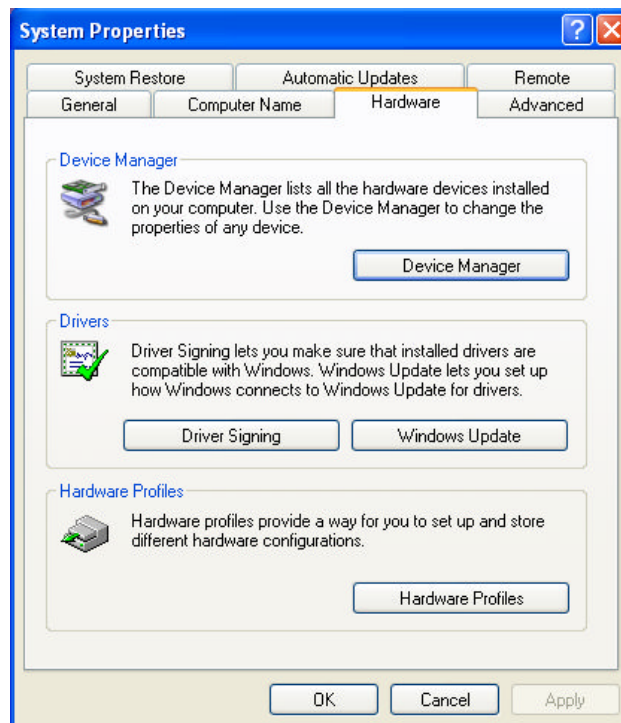 System Properties
System Restore Automatic Updates Remote
General Computer Name Hardware Advanced
Device Manager
The Device Manager lists all the hardware devices installed
on your computer. Use the Device Manager to change the
properties of any device.
Device Manager
Drivers
Driver Signing lets you make sure that installed drivers are
compatible with Windows. Windows Update lets you set up
how Windows connects to Windows Update for drivers.
Driver Signing Windows Update
Hardware Profiles
Hardware profiles provide a way for you to set up and store
different hardware configurations.
Hardware Profiles
OK Cancel Apply